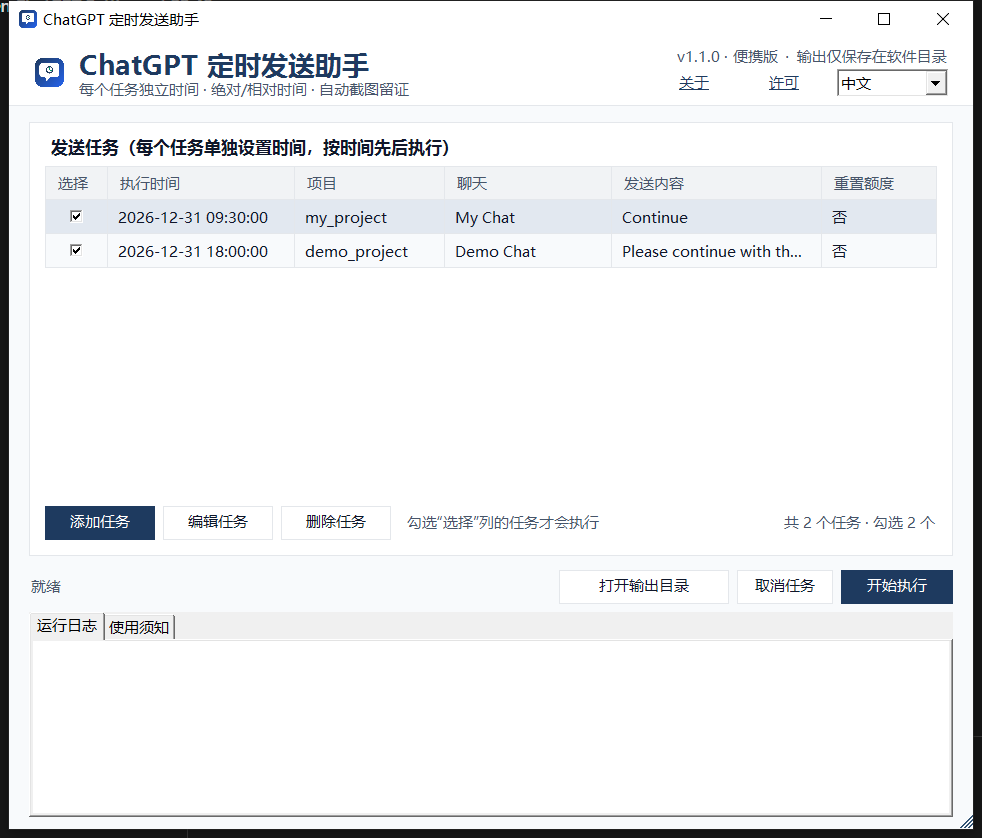 ChatGPT 定时发送助手
ChatGPT 定时发送助手
每个任务独立时间 · 绝对/相对时间 · 自动截图留证
v1.1.0 · 便携版 · 输出仅保存在软件目录
关于 许可 中文
发送任务（每个任务单独设置时间，按时间先后执行）
选择 执行时间 项目 聊天 发送内容 重置额度
2026-12-31 09:30:00 my_project My Chat Continue 否
2026-12-31 18:00:00 demo_project Demo Chat Please continue with th... 否
添加任务 编辑任务 删除任务 勾选“选择”列的任务才会执行 共 2 个任务 · 勾选 2 个
就绪 打开输出目录 取消任务 开始执行
运行日志 使用须知